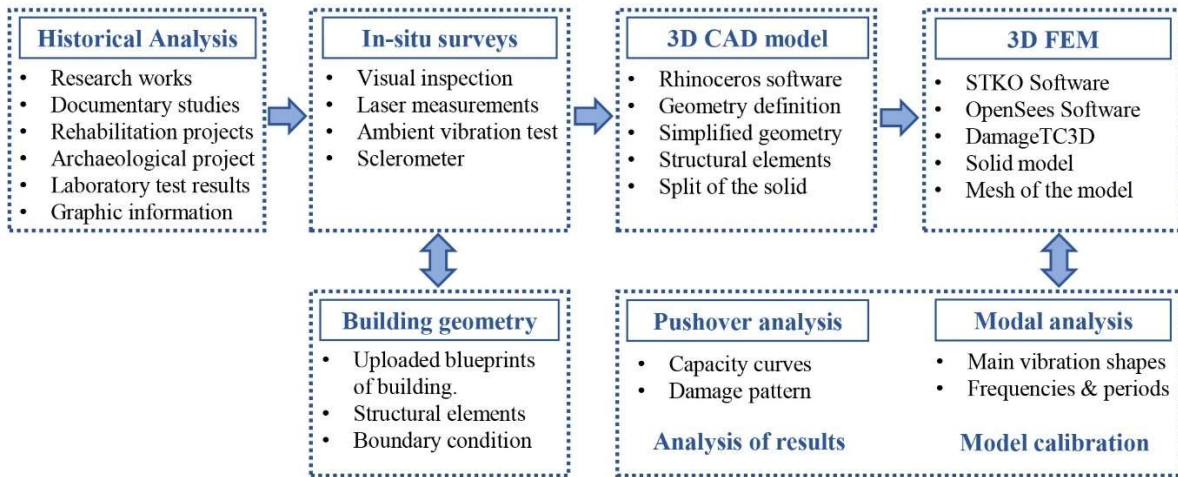 Historical Analysis
• Research works
• Documentary studies
• Rehabilitation projects
• Archaeological project
• Laboratory test results
• Graphic information
In-situ surveys
• Visual inspection
• Laser measurements
• Ambient vibration test
• Sclerometer
3D CAD model
• Rhinoceros software
• Geometry definition
• Simplified geometry
• Structural elements
• Split of the solid
3D FEM
• STKO Software
• OpenSees Software
• DamageTC3D
• Solid model
• Mesh of the model
Building geometry
• Uploaded blueprints
of building.
• Structural elements
• Boundary condition
Pushover analysis
• Capacity curves
• Damage pattern
Analysis of results
Modal analysis
• Main vibration shapes
• Frequencies & periods
Model calibration